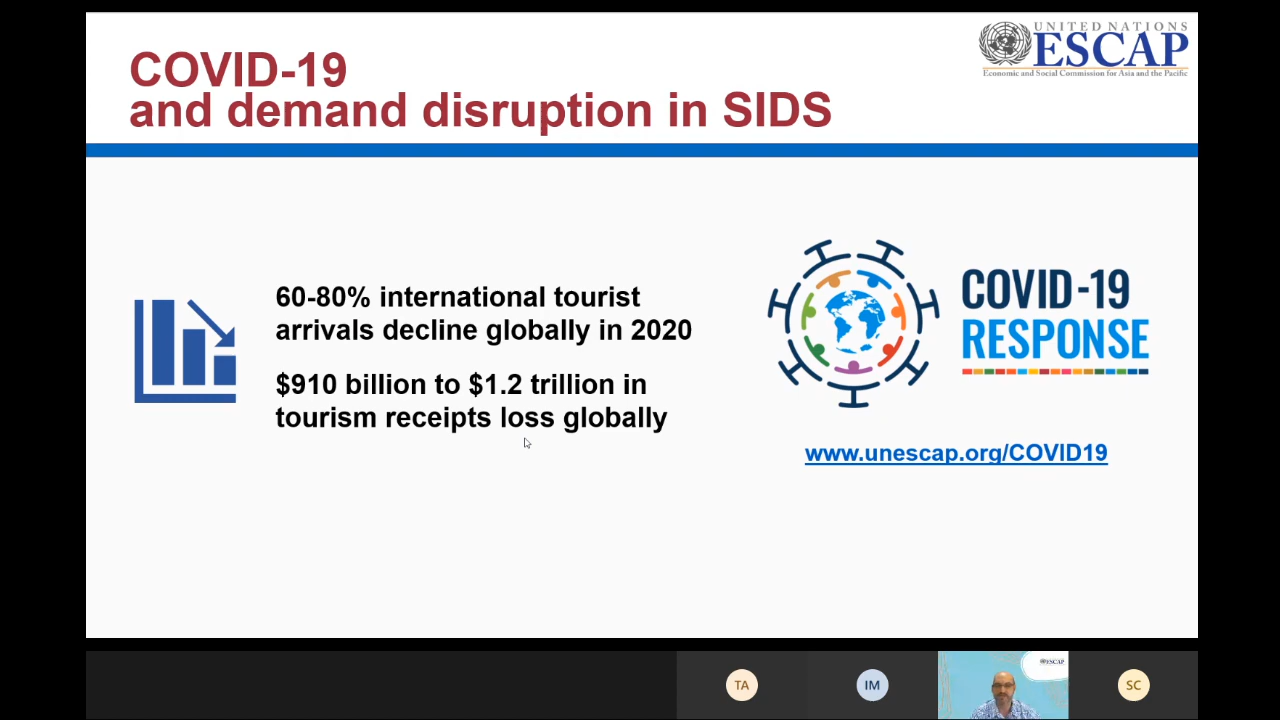 COVID-19
and demand disruption in SIDS
UNITED NATIONS
ESCAP
Economic and Social Commission for Asia and the Pacific
60-80% international tourist
arrivals decline globally in 2020
$910 billion to $1.2 trillion in
tourism receipts loss globally
COVID-19
RESPONSE
www.unescap.org/COVID19
TA
IM
ESCAP
SC